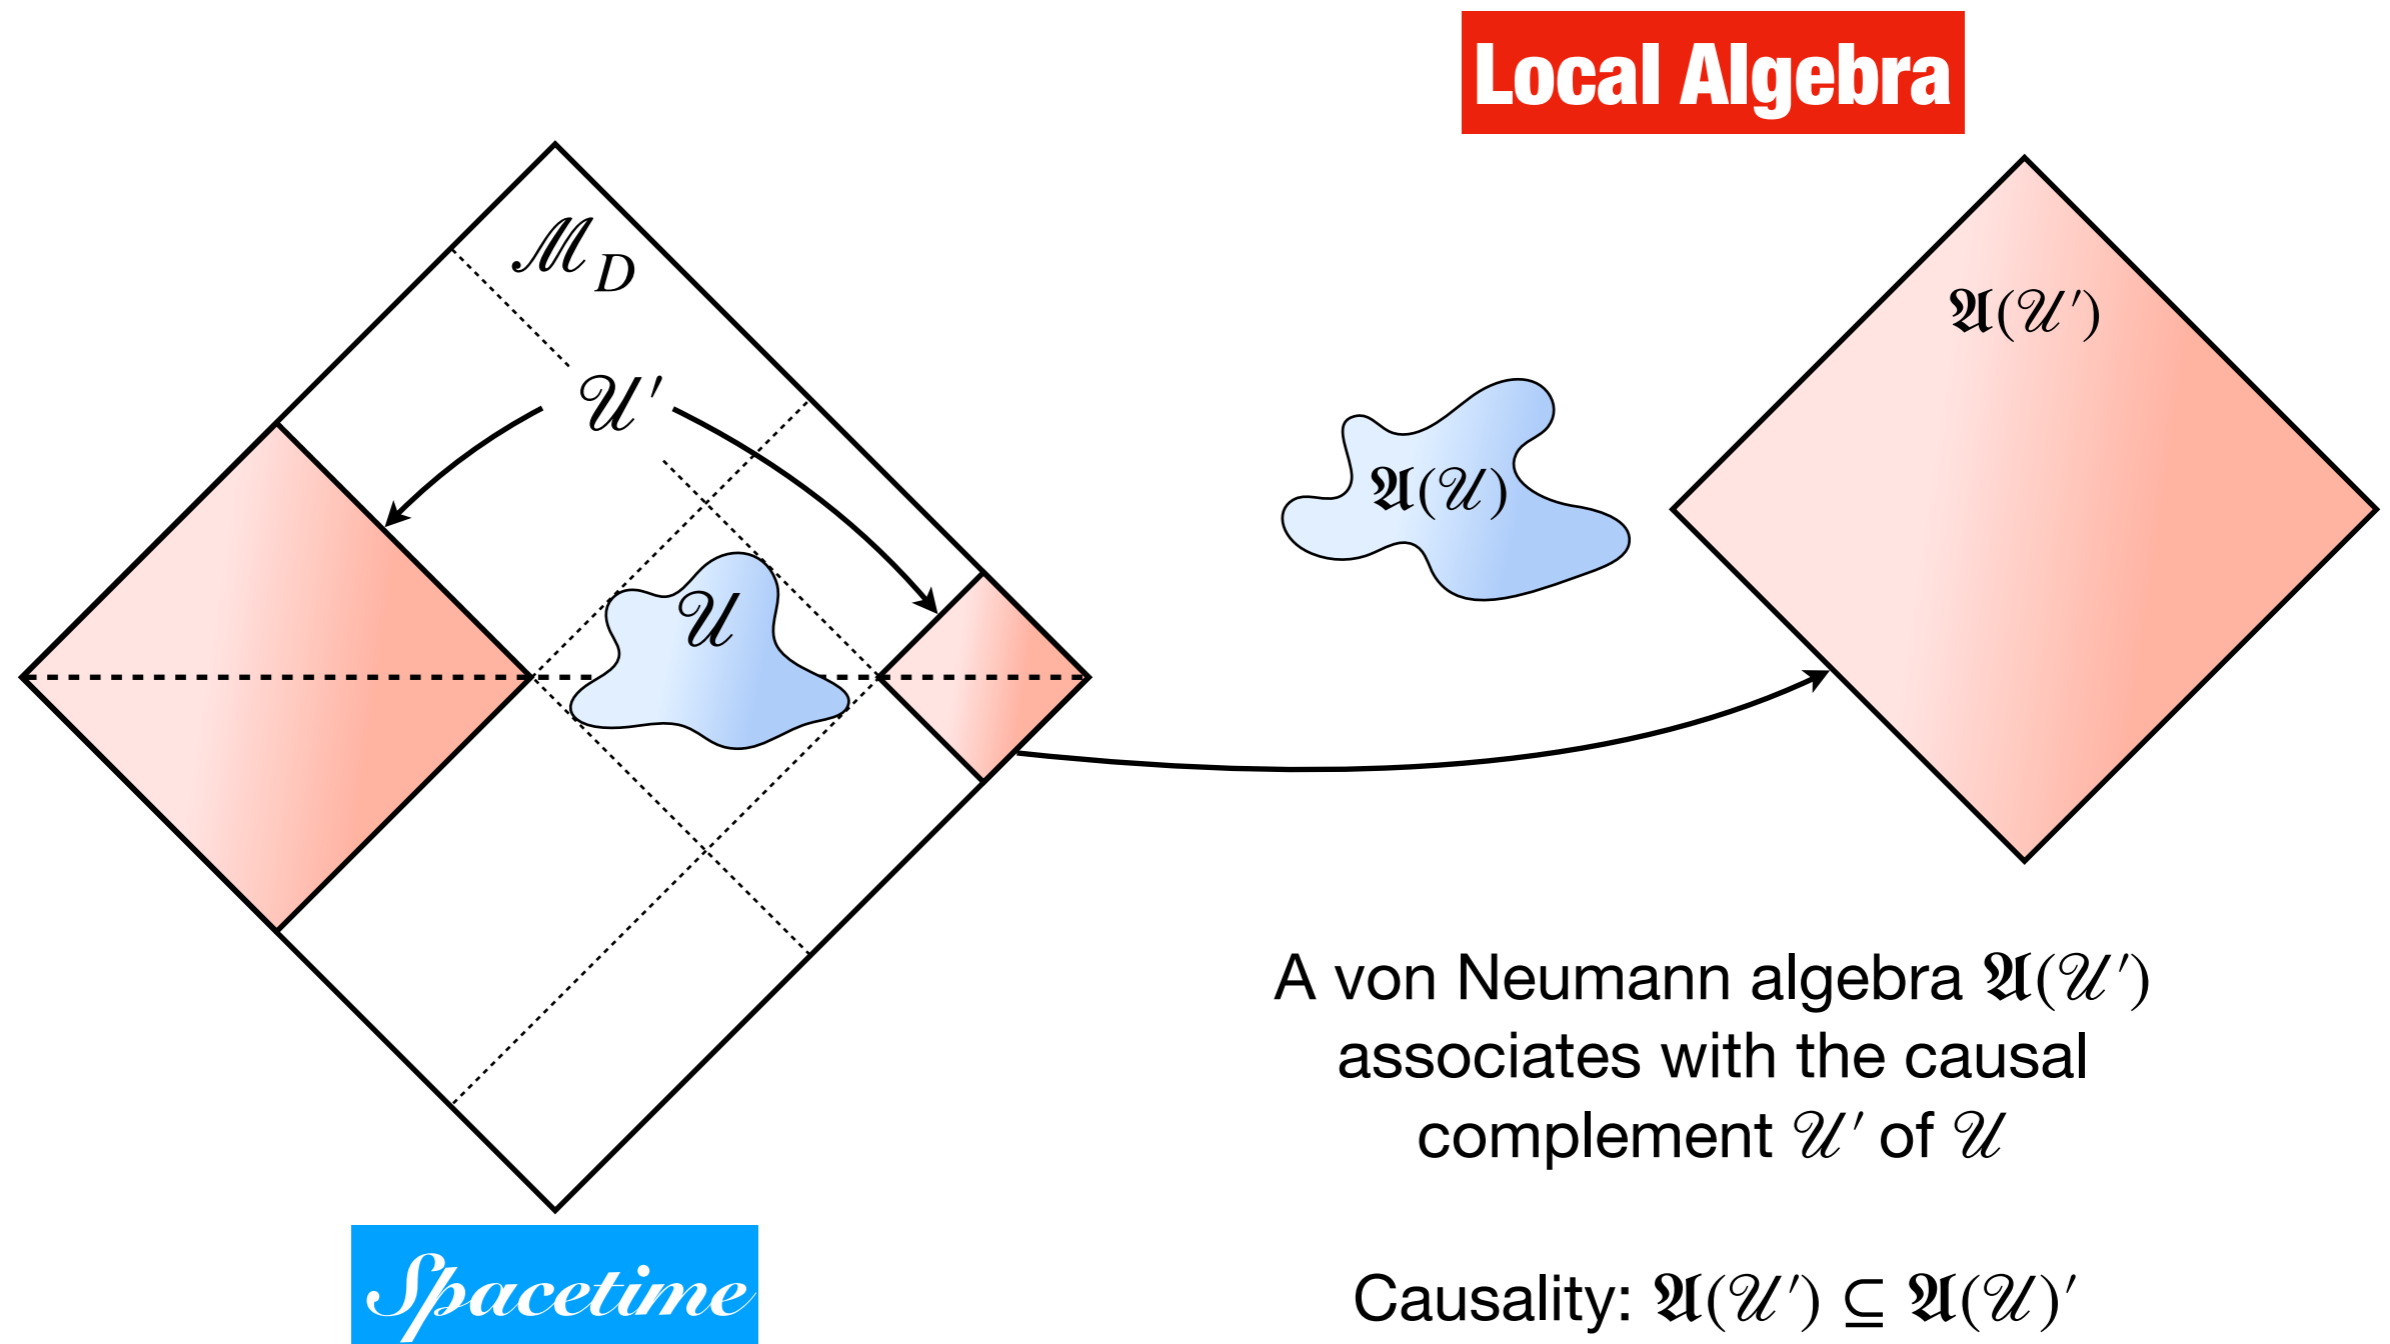 Local Algebra
ℳ_D
𝒰′
𝒰
𝔄(𝒰)
𝔄(𝒰′)
A von Neumann algebra 𝔄(𝒰′)
associates with the causal
complement 𝒰′ of 𝒰
Causality: 𝔄(𝒰′) ⊆ 𝔄(𝒰)′
Spacetime